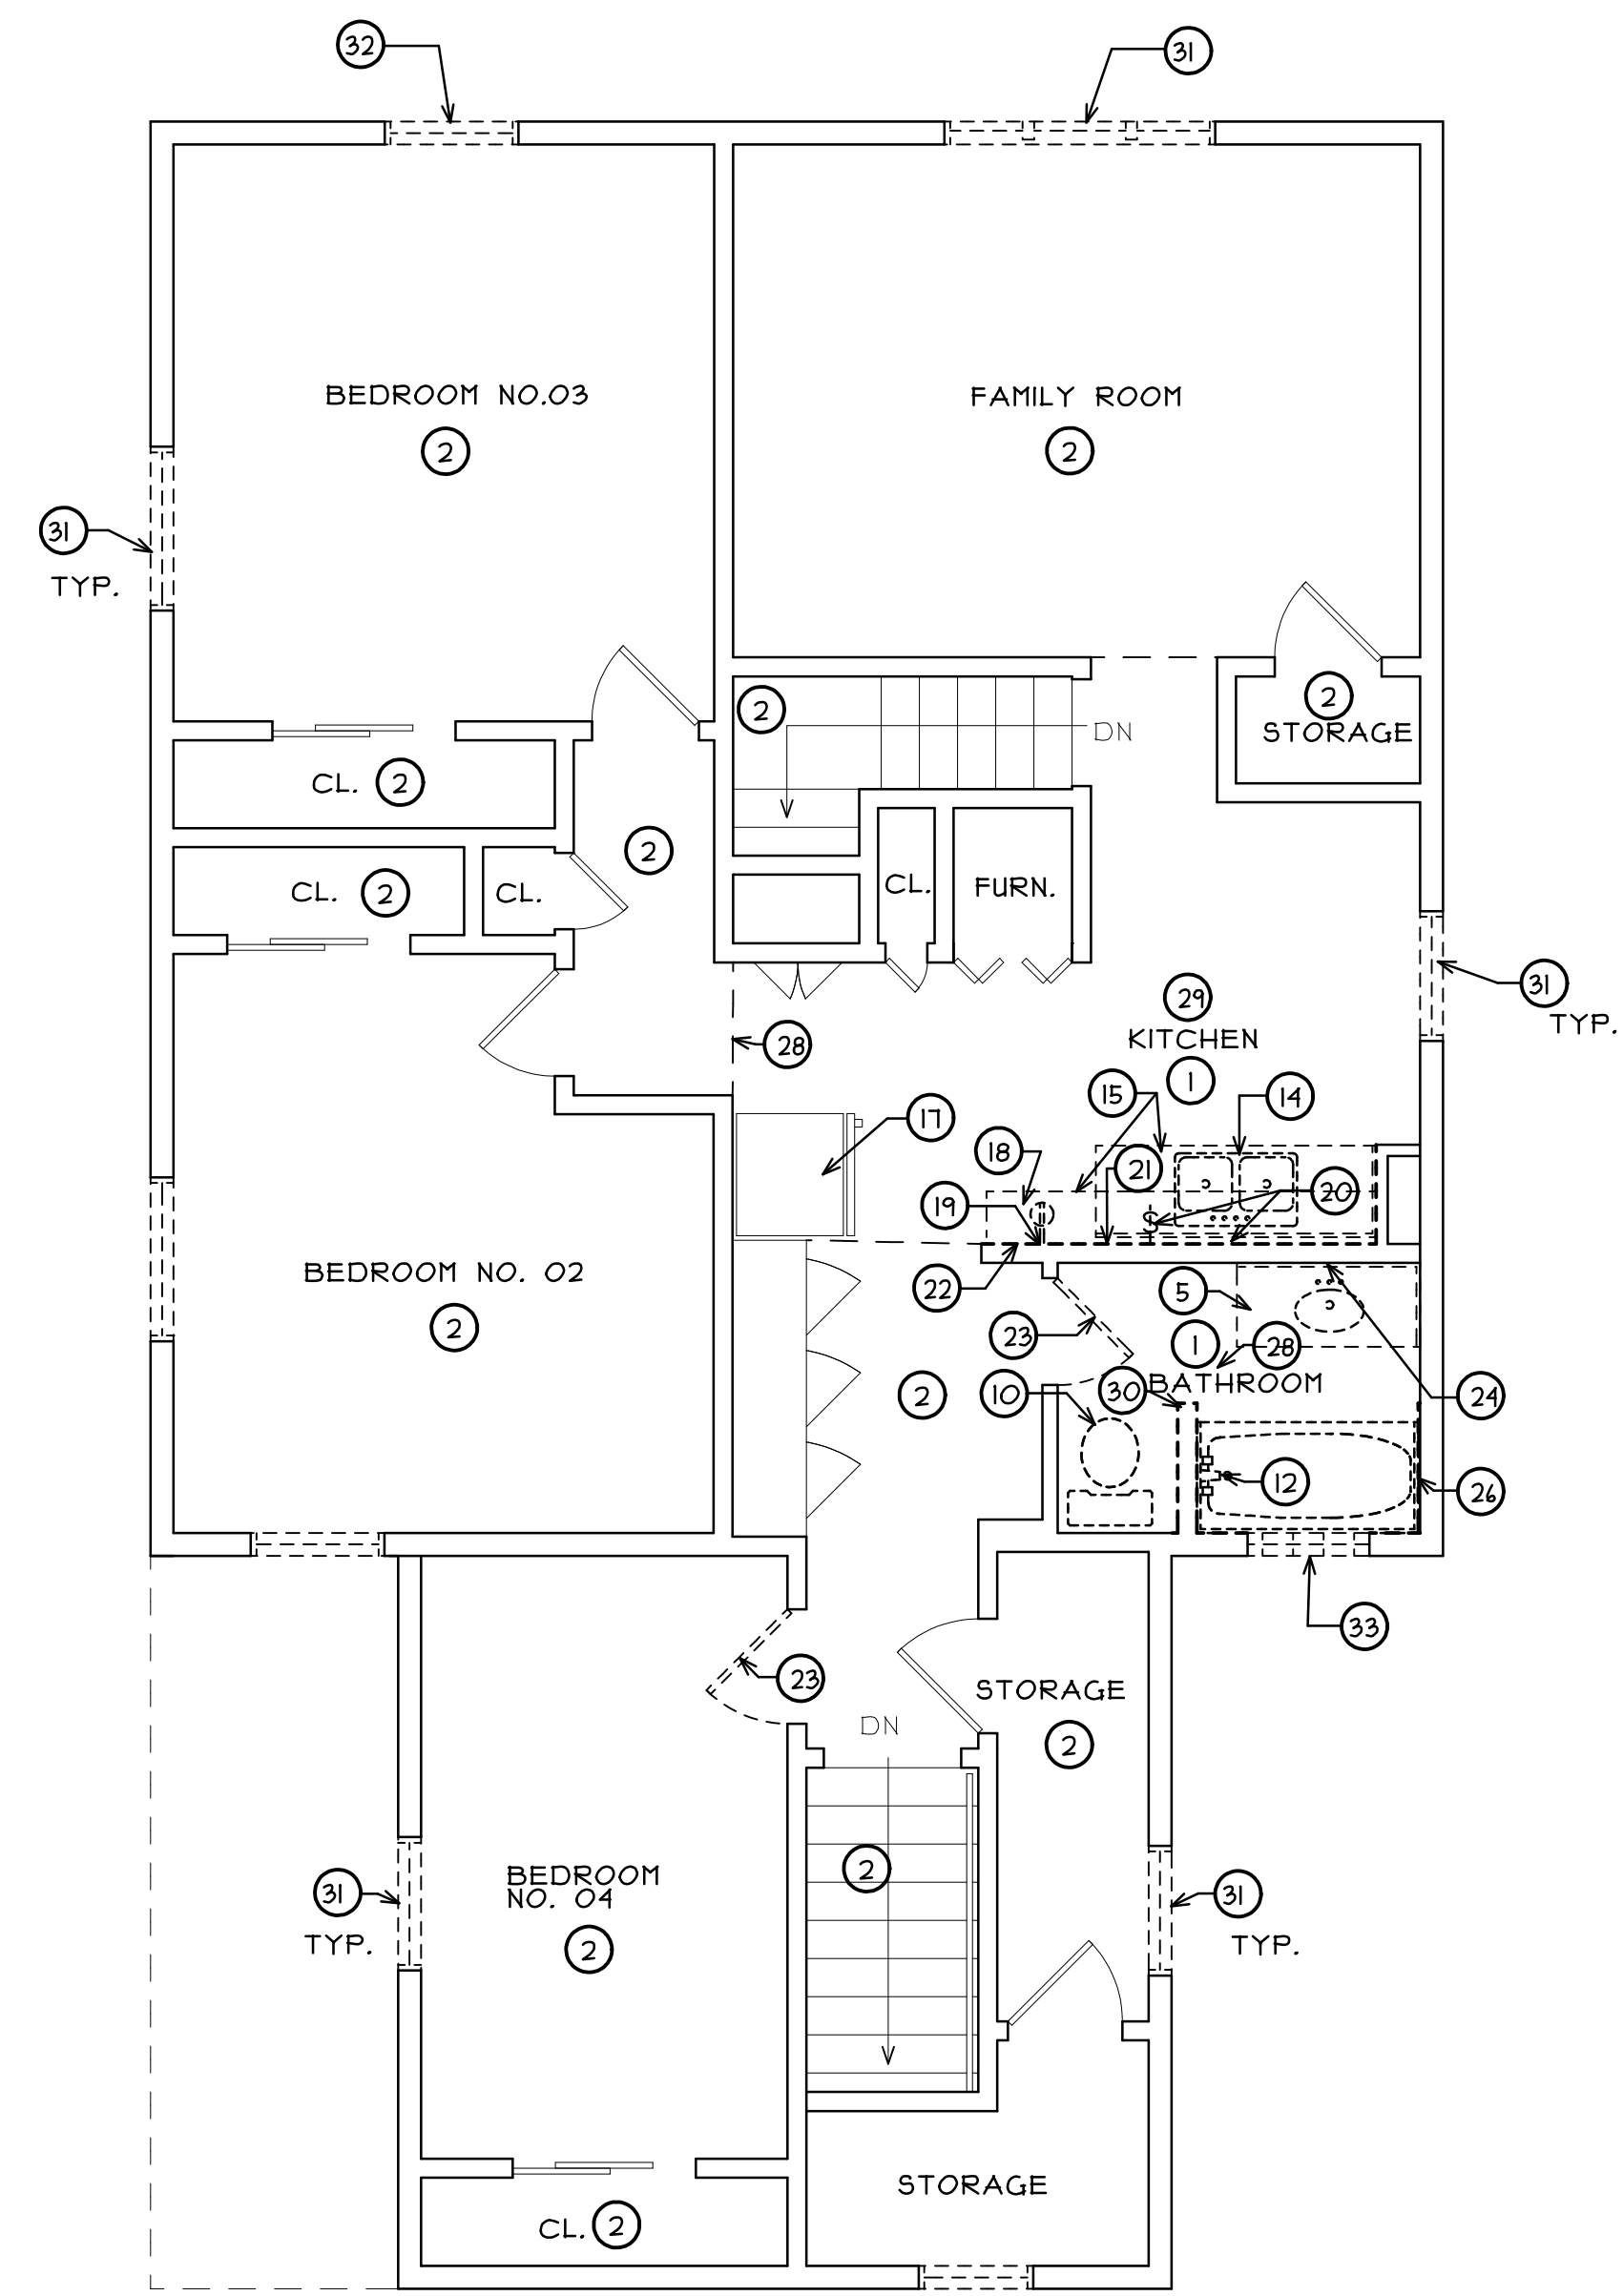 32
31
BEDROOM NO.03
2
FAMILY ROOM
2
31
TYP.
2
STORAGE
2
DN
CL. 2
2
CL. 2
CL.
CL.
FURN.
31
TYP.
29
KITCHEN
1
28
15
14
17
18
21
20
19
22
BEDROOM NO. 02
2
5
23
1
28
30
BATHROOM
10
2
24
12
26
33
23
STORAGE
2
DN
2
BEDROOM
NO. 04
2
31
TYP.
31
TYP.
STORAGE
CL. 2